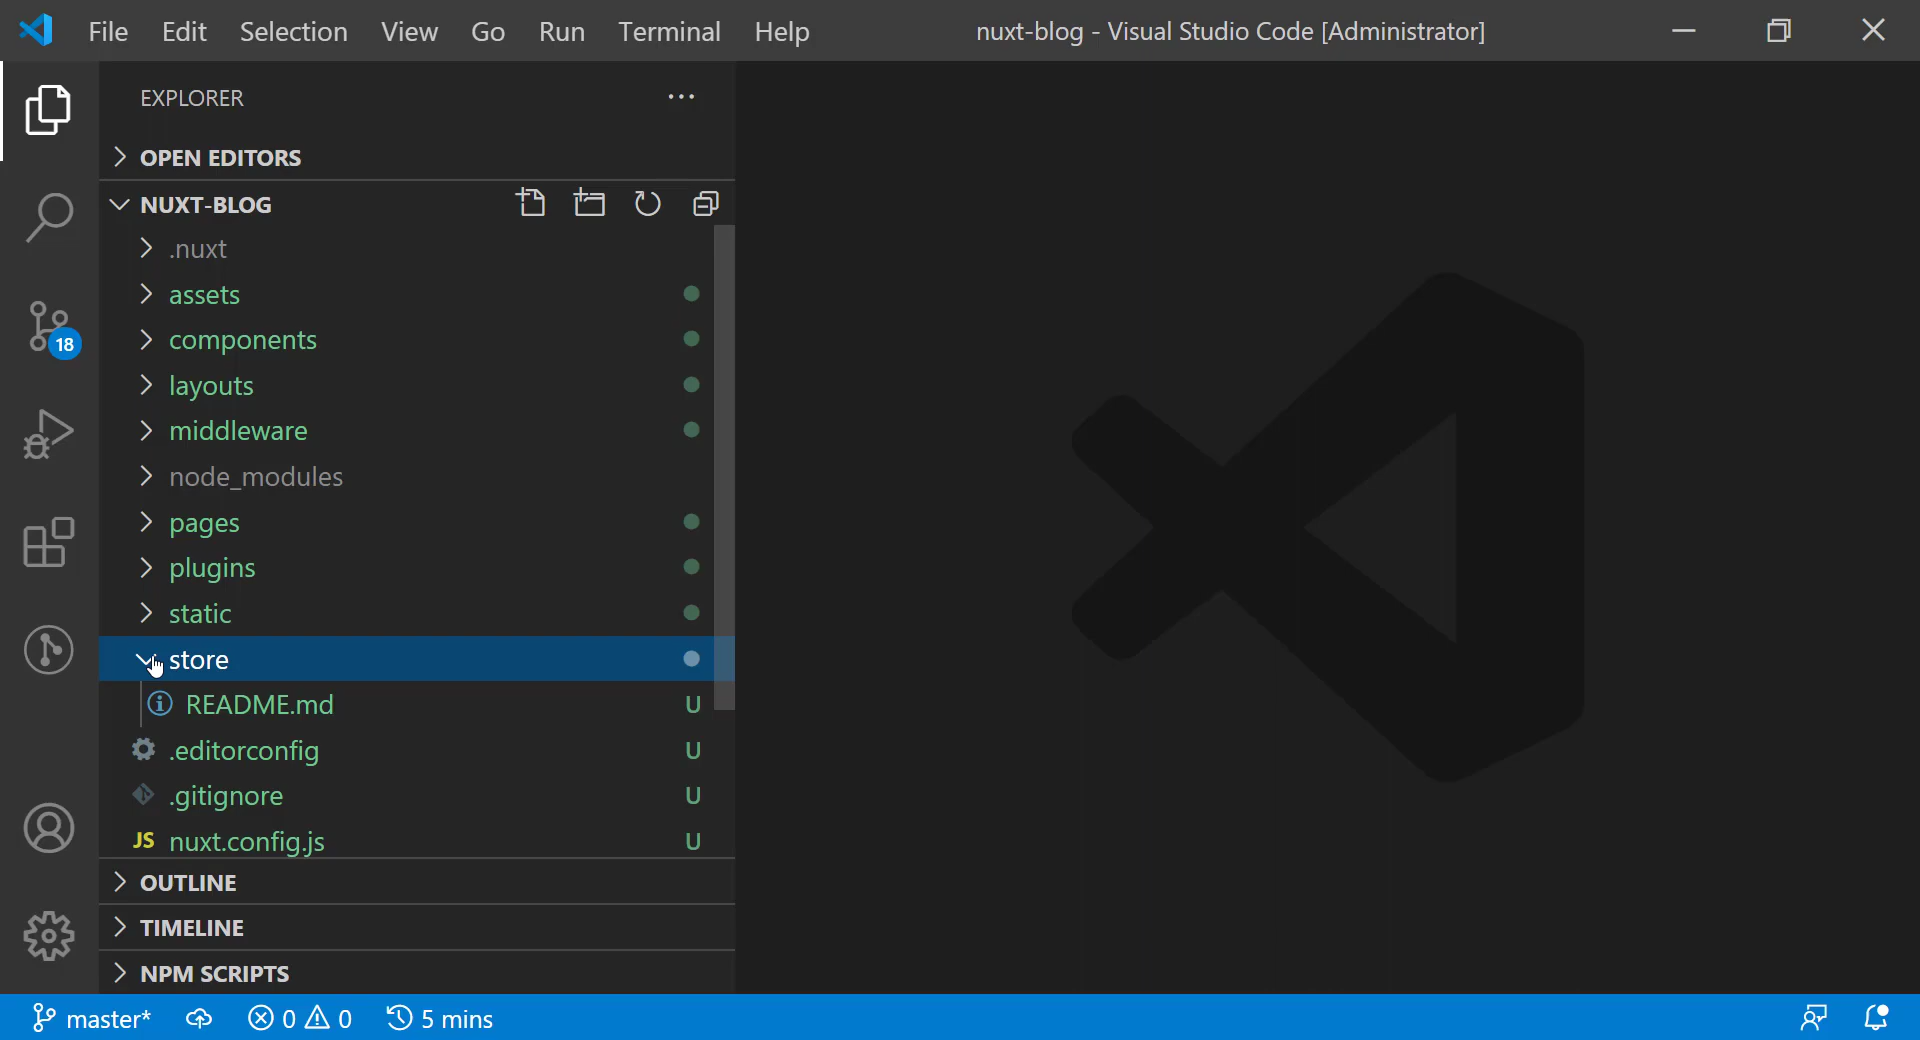 File Edit Selection View Go Run Terminal Help nuxt-blog - Visual Studio Code [Administrator]
EXPLORER
OPEN EDITORS
NUXT-BLOG
.nuxt
assets
components
layouts
middleware
node_modules
pages
plugins
static
store
README.md U
.editorconfig U
.gitignore U
JS nuxt.config.js U
18
OUTLINE
TIMELINE
NPM SCRIPTS
master* 0 0 5 mins